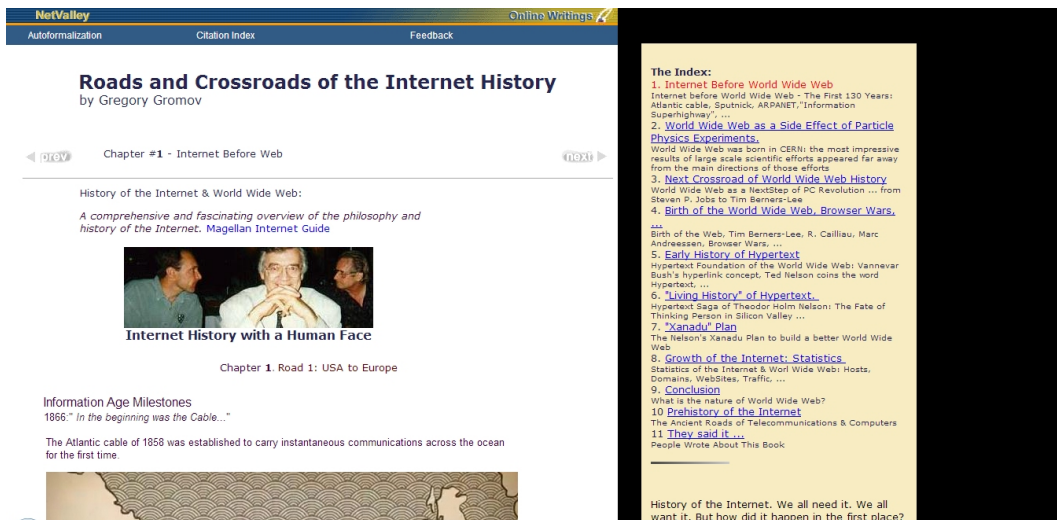 NetValley
Online Writings
Autoformalization
Citation Index
Feedback
Roads and Crossroads of the Internet History
by Gregory Gromov
prev
Chapter #1 - Internet Before Web
next
History of the Internet & World Wide Web:
A comprehensive and fascinating overview of the philosophy and
history of the Internet. Magellan Internet Guide
Internet History with a Human Face
Chapter 1. Road 1: USA to Europe
Information Age Milestones
1866:" In the beginning was the Cable..."
The Atlantic cable of 1858 was established to carry instantaneous communications across the ocean
for the first time.
The Index:
1. Internet Before World Wide Web
Internet before World Wide Web - The First 130 Years:
Atlantic cable, Sputnick, ARPANET,"Information
Superhighway", ...
2. World Wide Web as a Side Effect of Particle
Physics Experiments.
World Wide Web was born in CERN: the most impressive
results of large scale scientific efforts appeared far away
from the main directions of those efforts
3. Next Crossroad of World Wide Web History
World Wide Web as a NextStep of PC Revolution ... from
Steven P. Jobs to Tim Berners-Lee
4. Birth of the World Wide Web, Browser Wars,
...
Birth of the Web, Tim Berners-Lee, R. Cailliau, Marc
Andreessen, Browser Wars, ...
5. Early History of Hypertext
Hypertext Foundation of the World Wide Web: Vannevar
Bush's hyperlink concept, Ted Nelson coins the word
Hypertext, ...
6. "Living History" of Hypertext.
Hypertext Saga of Theodor Holm Nelson: The Fate of
Thinking Person in Silicon Valley ...
7. "Xanadu" Plan
The Nelson's Xanadu Plan to build a better World Wide
Web
8. Growth of the Internet: Statistics
Statistics of the Internet & Worl Wide Web: Hosts,
Domains, WebSites, Traffic, ...
9. Conclusion
What is the nature of World Wide Web?
10 Prehistory of the Internet
The Ancient Roads of Telecommunications & Computers
11 They said it ...
People Wrote About This Book
History of the Internet. We all need it. We all
want it. But how did it happen in the first place?